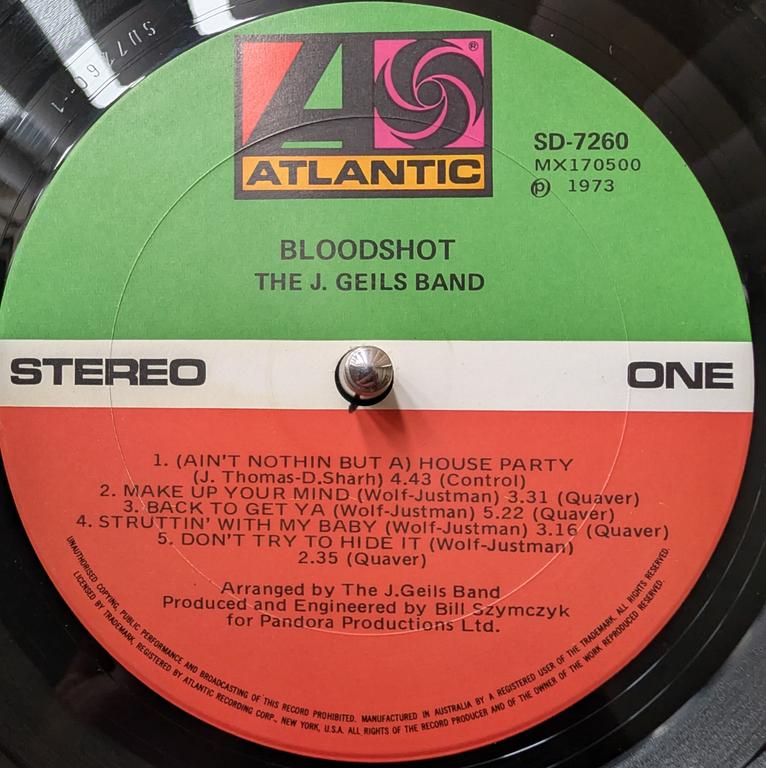 SD7260-1
ATLANTIC
®
SD-7260
MX170500
℗ 1973
BLOODSHOT
THE J. GEILS BAND
STEREO
ONE
1. (AIN'T NOTHIN BUT A) HOUSE PARTY
(J. Thomas-D.Sharh) 4.43 (Control)
2. MAKE UP YOUR MIND (Wolf-Justman) 3.31 (Quaver)
3. BACK TO GET YA (Wolf-Justman) 5.22 (Quaver)
4. STRUTTIN' WITH MY BABY (Wolf-Justman) 3.16 (Quaver)
5. DON'T TRY TO HIDE IT (Wolf-Justman)
2.35 (Quaver)
Arranged by The J.Geils Band
Produced and Engineered by Bill Szymczyk
for Pandora Productions Ltd.
UNAUTHORISED COPYING, PUBLIC PERFORMANCE AND BROADCASTING OF THIS RECORD PROHIBITED. MANUFACTURED IN AUSTRALIA BY A REGISTERED USER OF THE TRADEMARK. ALL RIGHTS RESERVED.
LICENSED BY TRADEMARK, REGISTERED BY ATLANTIC RECORDING CORP., NEW YORK, U.S.A. ALL RIGHTS OF THE RECORD PRODUCER AND OF THE OWNER OF THE WORK REPRODUCED RESERVED.